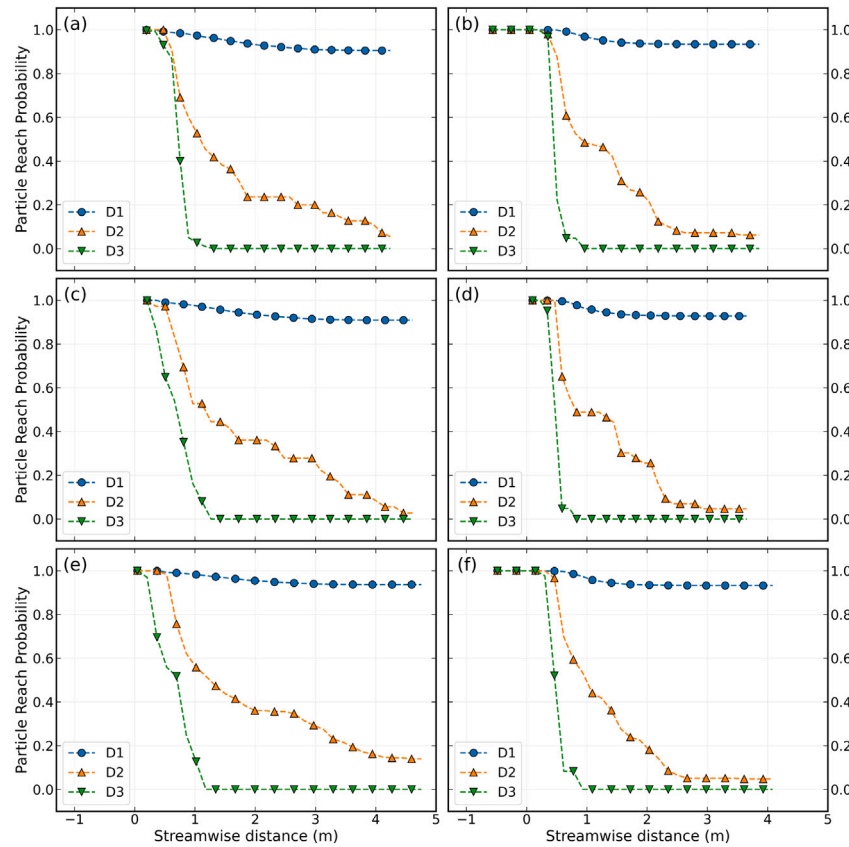 (a)
1.0
0.8
0.6
0.4
0.2
0.0
Particle Reach Probability
D1
D2
D3
(b)
1.0
0.8
0.6
0.4
0.2
0.0
D1
D2
D3
(c)
1.0
0.8
0.6
0.4
0.2
0.0
Particle Reach Probability
D1
D2
D3
(d)
1.0
0.8
0.6
0.4
0.2
0.0
D1
D2
D3
(e)
1.0
0.8
0.6
0.4
0.2
0.0
Particle Reach Probability
D1
D2
D3
−1 0 1 2 3 4 5
Streamwise distance (m)
(f)
1.0
0.8
0.6
0.4
0.2
0.0
D1
D2
D3
−1 0 1 2 3 4 5
Streamwise distance (m)